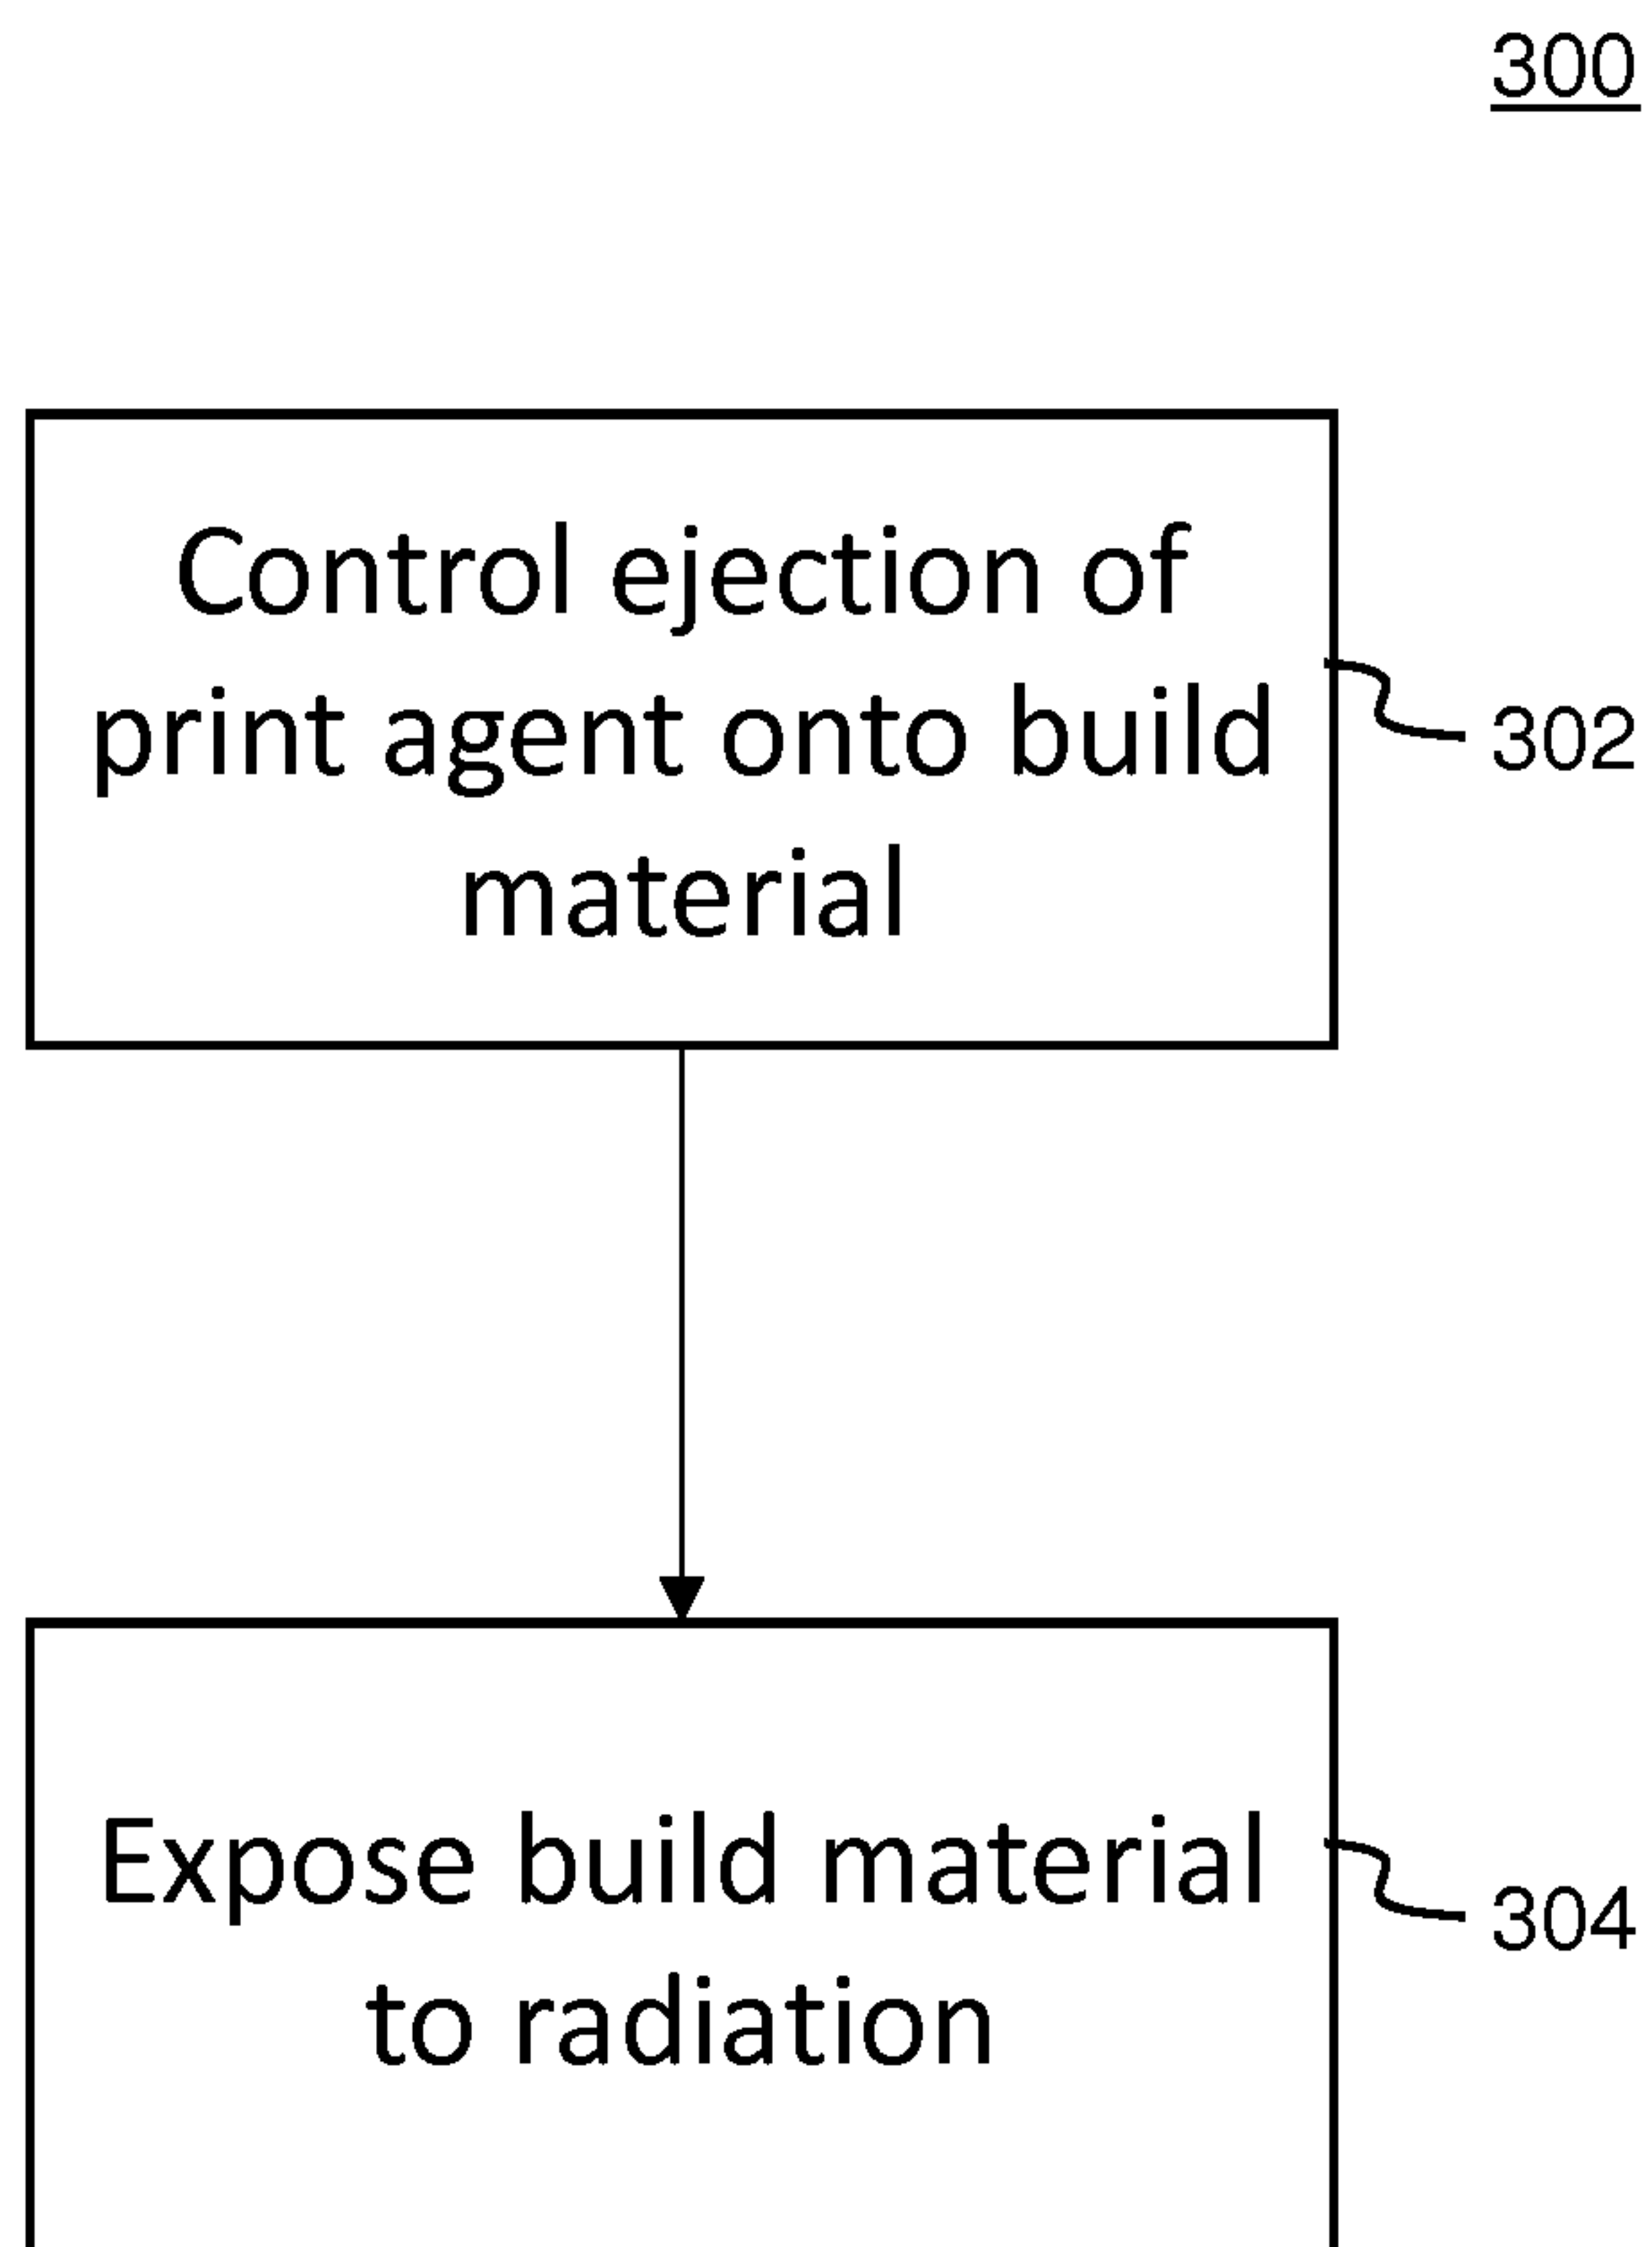 300
Control ejection of
print agent onto build
material
302
Expose build material
to radiation
304